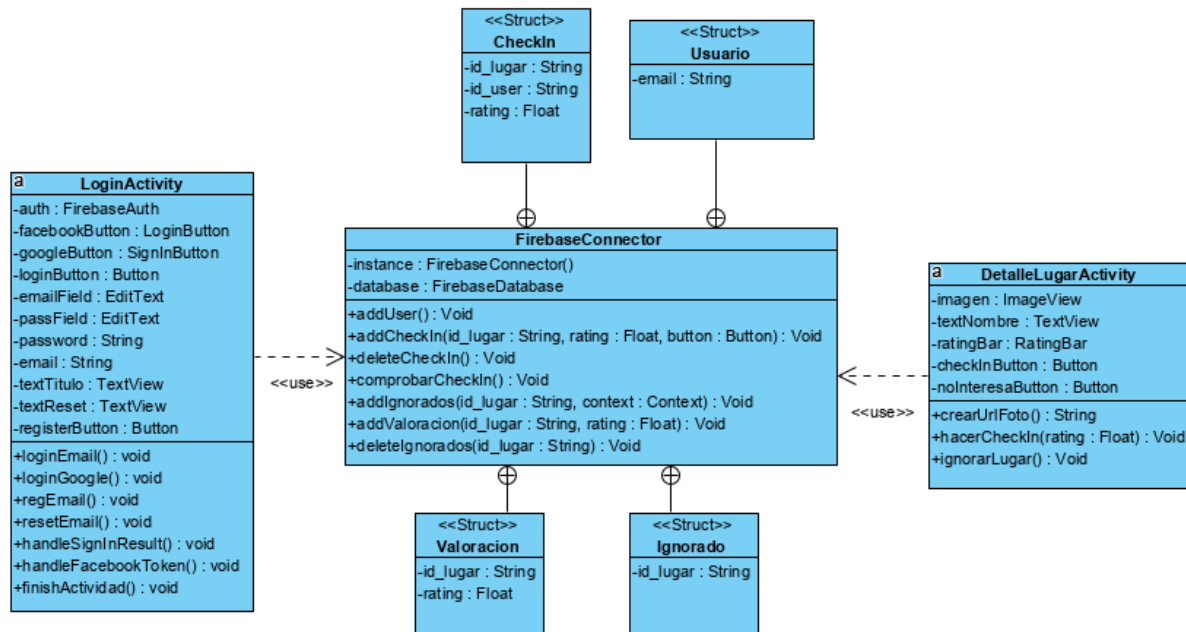 <<Struct>>
CheckIn
-id_lugar : String
-id_user : String
-rating : Float
<<Struct>>
Usuario
-email : String
a
LoginActivity
-auth : FirebaseAuth
-facebookButton : LoginButton
-googleButton : SignInButton
-loginButton : Button
-emailField : EditText
-passField : EditText
-password : String
-email : String
-textTitulo : TextView
-textReset : TextView
-registerButton : Button
+loginEmail() : void
+loginGoogle() : void
+regEmail() : void
+resetEmail() : void
+handleSignInResult() : void
+handleFacebookToken() : void
+finishActividad() : void
<<use>>
FirebaseConnector
-instance : FirebaseConnector()
-database : FirebaseDatabase
+addUser() : Void
+addCheckIn(id_lugar : String, rating : Float, button : Button) : Void
+deleteCheckIn() : Void
+comprobarCheckIn() : Void
+addIgnorados(id_lugar : String, context : Context) : Void
+addValoracion(id_lugar : String, rating : Float) : Void
+deleteIgnorados(id_lugar : String) : Void
<<use>>
a
DetalleLugarActivity
-imagen : ImageView
-textNombre : TextView
-ratingBar : RatingBar
-checkInButton : Button
-noInteresaButton : Button
+crearUrlFoto() : String
+hacerCheckIn(rating : Float) : Void
+ignorarLugar() : Void
<<Struct>>
Valoracion
-id_lugar : String
-rating : Float
<<Struct>>
Ignorado
-id_lugar : String